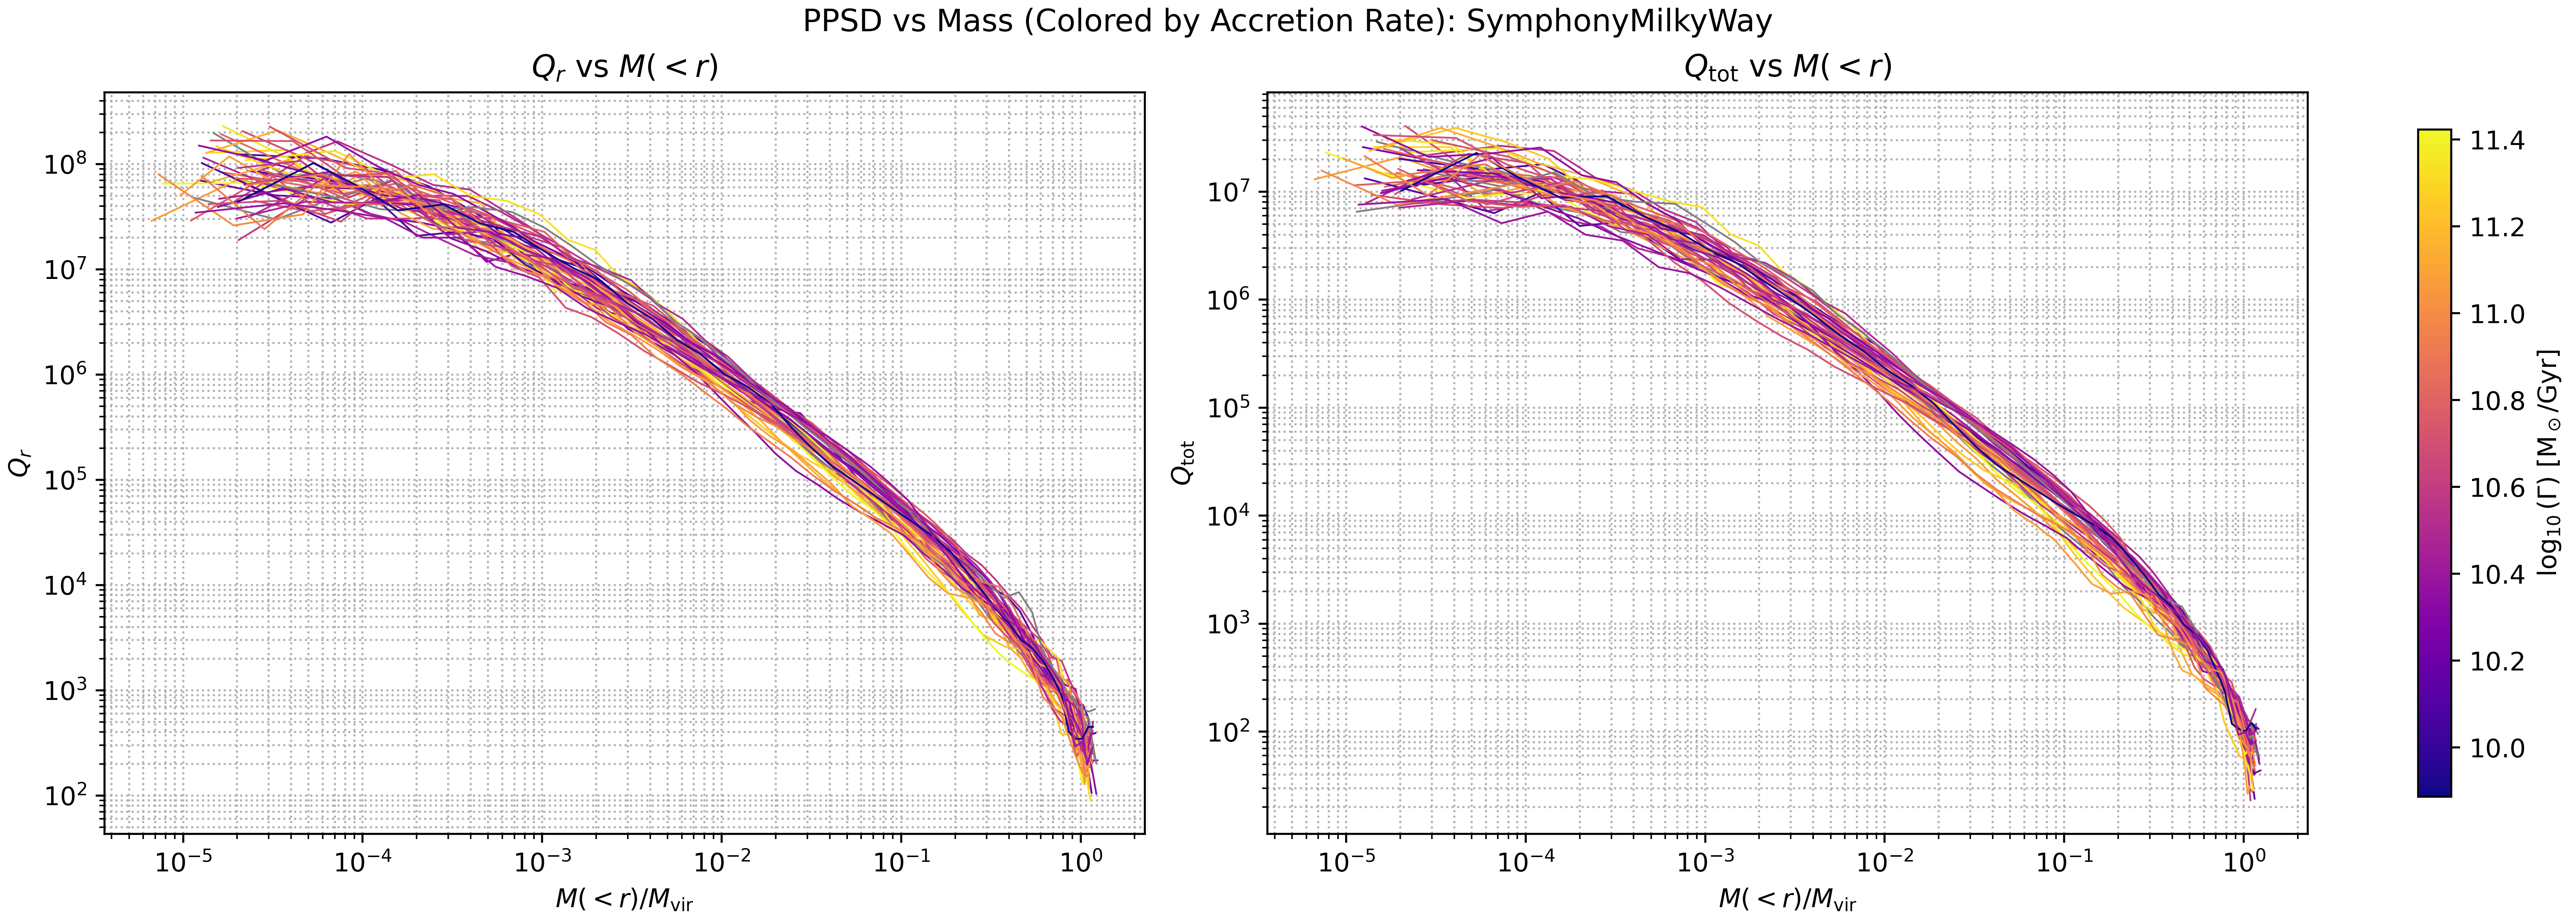 PPSD vs Mass (Colored by Accretion Rate): SymphonyMilkyWay
Q_r vs M(< r)
Q_tot vs M(< r)
Q_r
10^8
10^7
10^6
10^5
10^4
10^3
10^2
10^-5 10^-4 10^-3 10^-2 10^-1 10^0
M(< r)/M_vir
Q_tot
10^7
10^6
10^5
10^4
10^3
10^2
10^-5 10^-4 10^-3 10^-2 10^-1 10^0
M(< r)/M_vir
11.4
11.2
11.0
10.8
10.6
10.4
10.2
10.0
log_10(Γ) [M_⊙/Gyr]